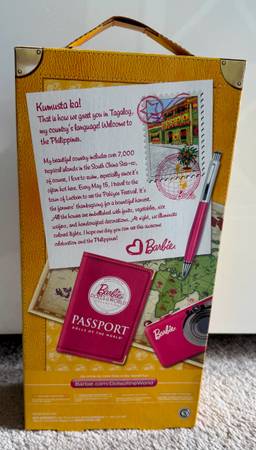 Kumusta ka!
That is how we greet you in Tagalog,
my country's language! Welcome to
the Philippines.
My beautiful country includes over 7,000
tropical islands in the South China Sea—so,
of course, I love to swim, especially since it's
often hot here. Every May 15, I travel to the
town of Lucban to see the Pahiyas Festival. It's
the farmers' thanksgiving for a bountiful harvest.
All the houses are embellished with fruits, vegetables, rice
wafers, and handcrafted decorations. At night, we illuminate
colored lights. I hope one day you can see this awesome
celebration and the Philippines!
Barbie
Barbie
DOLLS OF THE WORLD
PASSPORT
DOLLS OF THE WORLD
Barbie
Barbie.com/DollsoftheWorld